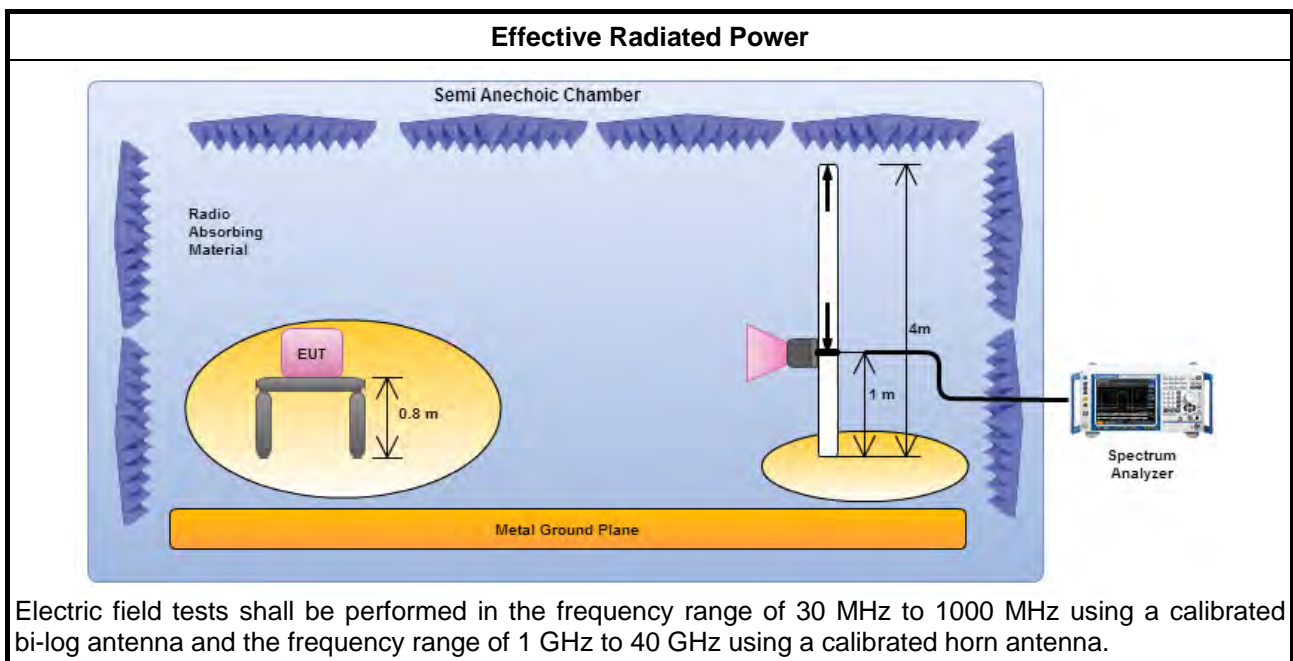 Effective Radiated Power
Semi Anechoic Chamber
Radio
Absorbing
Material
EUT
0.8 m
4m
1 m
Spectrum
Analyzer
Metal Ground Plane
Electric field tests shall be performed in the frequency range of 30 MHz to 1000 MHz using a calibrated
bi-log antenna and the frequency range of 1 GHz to 40 GHz using a calibrated horn antenna.